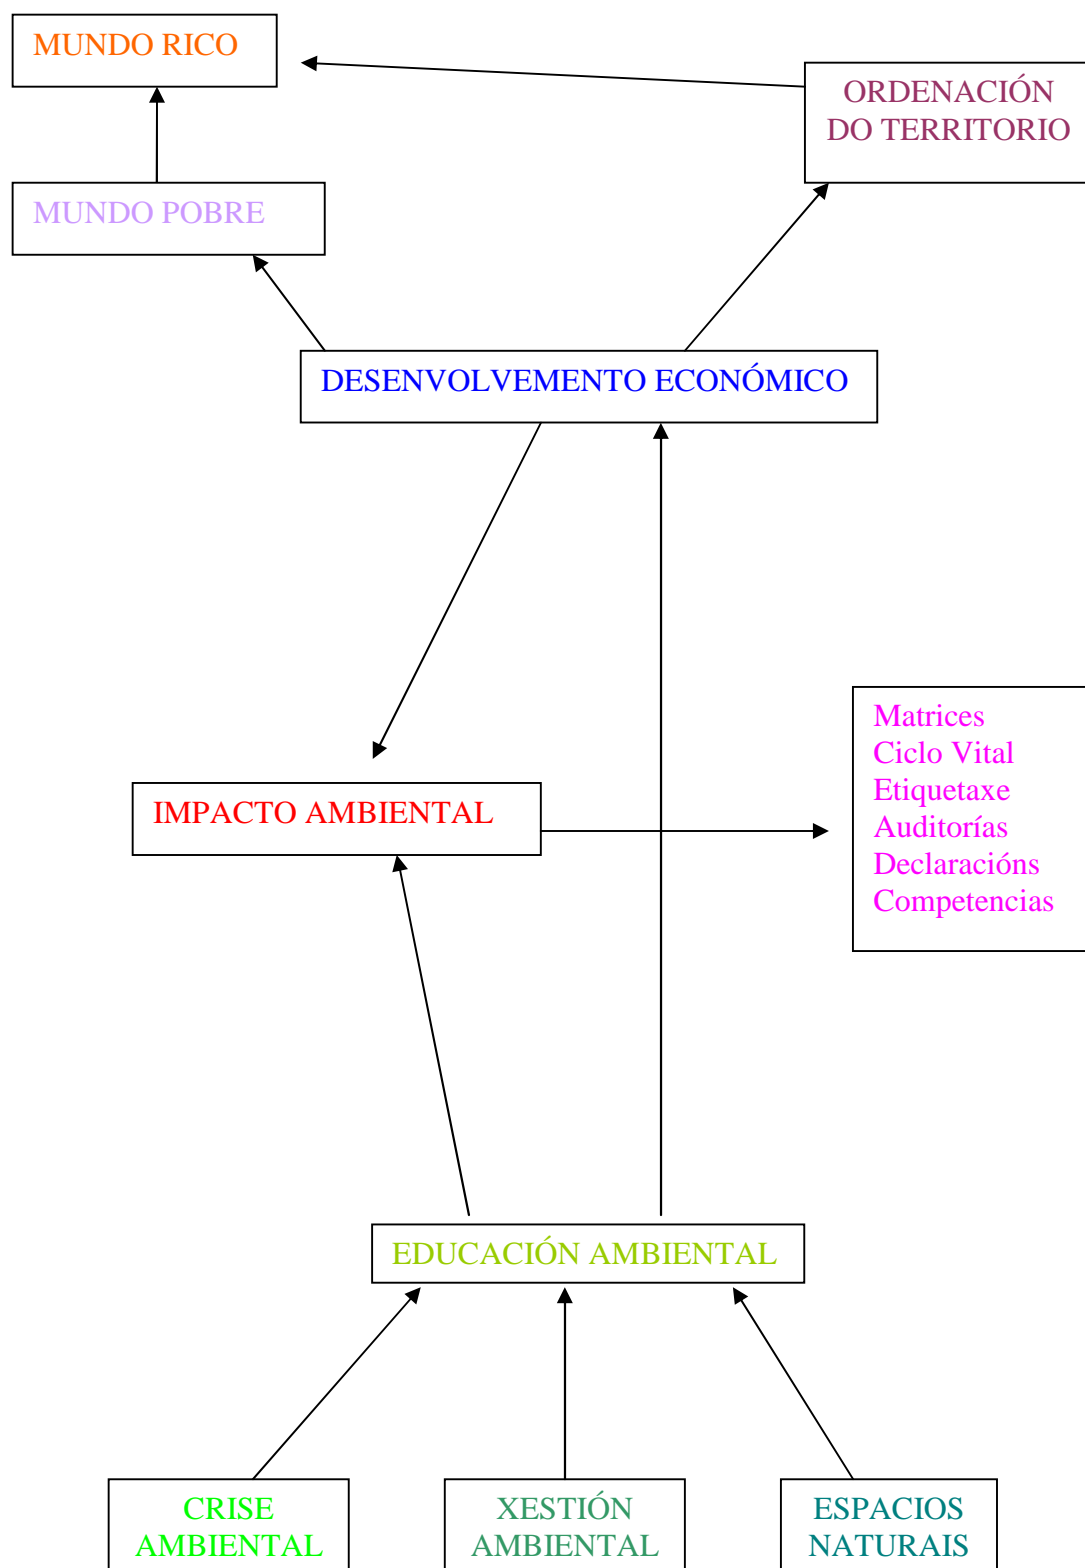 MUNDO RICO
ORDENACIÓN
DO TERRITORIO
MUNDO POBRE
DESENVOLVEMENTO ECONÓMICO
Matrices
Ciclo Vital
Etiquetaxe
Auditorías
Declaracións
Competencias
IMPACTO AMBIENTAL
EDUCACIÓN AMBIENTAL
CRISE
AMBIENTAL
XESTIÓN
AMBIENTAL
ESPACIOS
NATURAIS